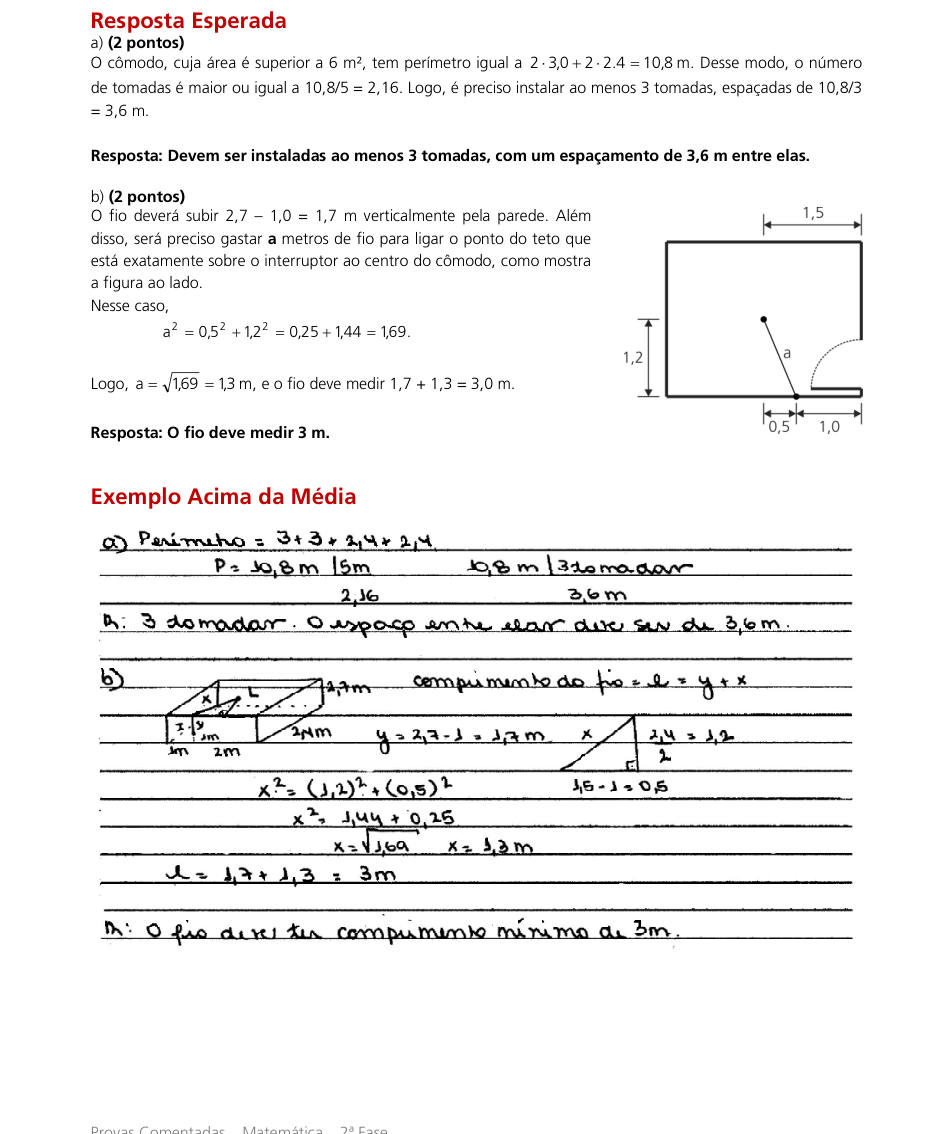 Resposta Esperada
a) (2 pontos)
O cômodo, cuja área é superior a 6 m², tem perímetro igual a 2·3,0 + 2·2.4 = 10,8 m. Desse modo, o número
de tomadas é maior ou igual a 10,8/5 = 2,16. Logo, é preciso instalar ao menos 3 tomadas, espaçadas de 10,8/3
= 3,6 m.
Resposta: Devem ser instaladas ao menos 3 tomadas, com um espaçamento de 3,6 m entre elas.
b) (2 pontos)
O fio deverá subir 2,7 – 1,0 = 1,7 m verticalmente pela parede. Além
disso, será preciso gastar a metros de fio para ligar o ponto do teto que
está exatamente sobre o interruptor ao centro do cômodo, como mostra
a figura ao lado.
Nesse caso,
a² = 0,5² + 1,2² = 0,25 + 1,44 = 1,69.
Logo, a = √1,69 = 1,3 m, e o fio deve medir 1,7 + 1,3 = 3,0 m.
Resposta: O fio deve medir 3 m.
1,5
1,2
a
0,5 1,0
Exemplo Acima da Média
a) Perímetro = 3+3+2,4+2,4
P = 10,8 m |5m 10,8 m |3 tomadas
2,16 3,6 m
R: 3 tomadas. O espaço entre elas deve ser de 3,6 m.
b) x L 2,7m comprimento do fio = l = y + x
y 1m 2,4m y = 2,7 - 1 = 1,7 m x 2,4 = 1,2
1m 2m 2
x² = (1,2)² + (0,5)² 1,5 - 1 = 0,5
x² = 1,44 + 0,25
x = √1,69 x = 1,3 m
l = 1,7 + 1,3 = 3m
R: O fio deve ter comprimento mínimo de 3m.
Provas Comentadas Matemática 2ª Fase